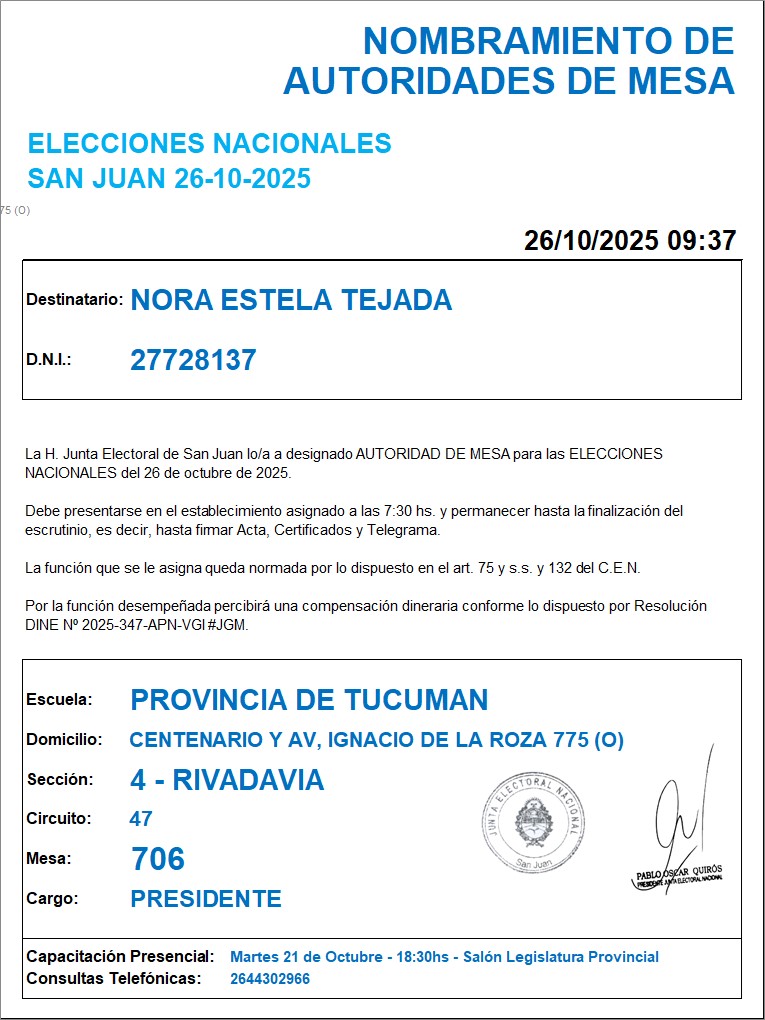 NOMBRAMIENTO DE
AUTORIDADES DE MESA
ELECCIONES NACIONALES
SAN JUAN 26-10-2025
75 (O)
26/10/2025 09:37
Destinatario: NORA ESTELA TEJADA
D.N.I.: 27728137
La H. Junta Electoral de San Juan lo/a a designado AUTORIDAD DE MESA para las ELECCIONES
NACIONALES del 26 de octubre de 2025.
Debe presentarse en el establecimiento asignado a las 7:30 hs. y permanecer hasta la finalización del
escrutinio, es decir, hasta firmar Acta, Certificados y Telegrama.
La función que se le asigna queda normada por lo dispuesto en el art. 75 y s.s. y 132 del C.E.N.
Por la función desempeñada percibirá una compensación dineraria conforme lo dispuesto por Resolución
DINE Nº 2025-347-APN-VGI#JGM.
Escuela: PROVINCIA DE TUCUMAN
Domicilio: CENTENARIO Y AV, IGNACIO DE LA ROZA 775 (O)
Sección: 4 - RIVADAVIA
Circuito: 47
Mesa: 706
Cargo: PRESIDENTE
JUNTA ELECTORAL NACIONAL
San Juan
PABLO OSCAR QUIRÓS
PRESIDENTE JUNTA ELECTORAL NACIONAL
Capacitación Presencial: Martes 21 de Octubre - 18:30hs - Salón Legislatura Provincial
Consultas Telefónicas: 2644302966